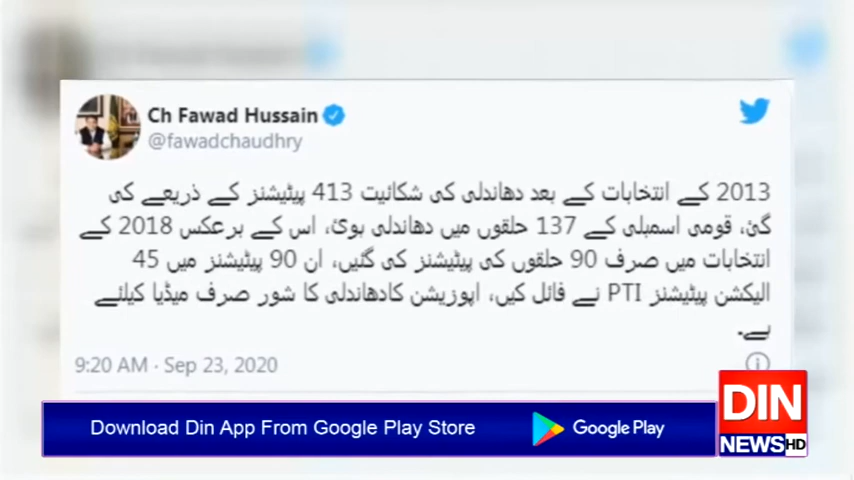 Ch Fawad Hussain
@fawadchaudhry
2013 کے انتخابات کے بعد دھاندلی کی شکائیت 413 پیٹیشنز کے ذریعے کی
گئ، قومی اسمبلی کے 137 حلقوں میں دھاندلی ہوئ، اس کے برعکس 2018 کے
انتخابات میں صرف 90 حلقوں کی پیٹیشنز کی گئیں، ان 90 پیٹیشنز میں 45
الیکشن پیٹیشنز PTI نے فائل کیں، اپوزیشن کادھاندلی کا شور صرف میڈیا کیلئے
ہے۔
9:20 AM · Sep 23, 2020
Download Din App From Google Play Store
Google Play
DIN
NEWS HD